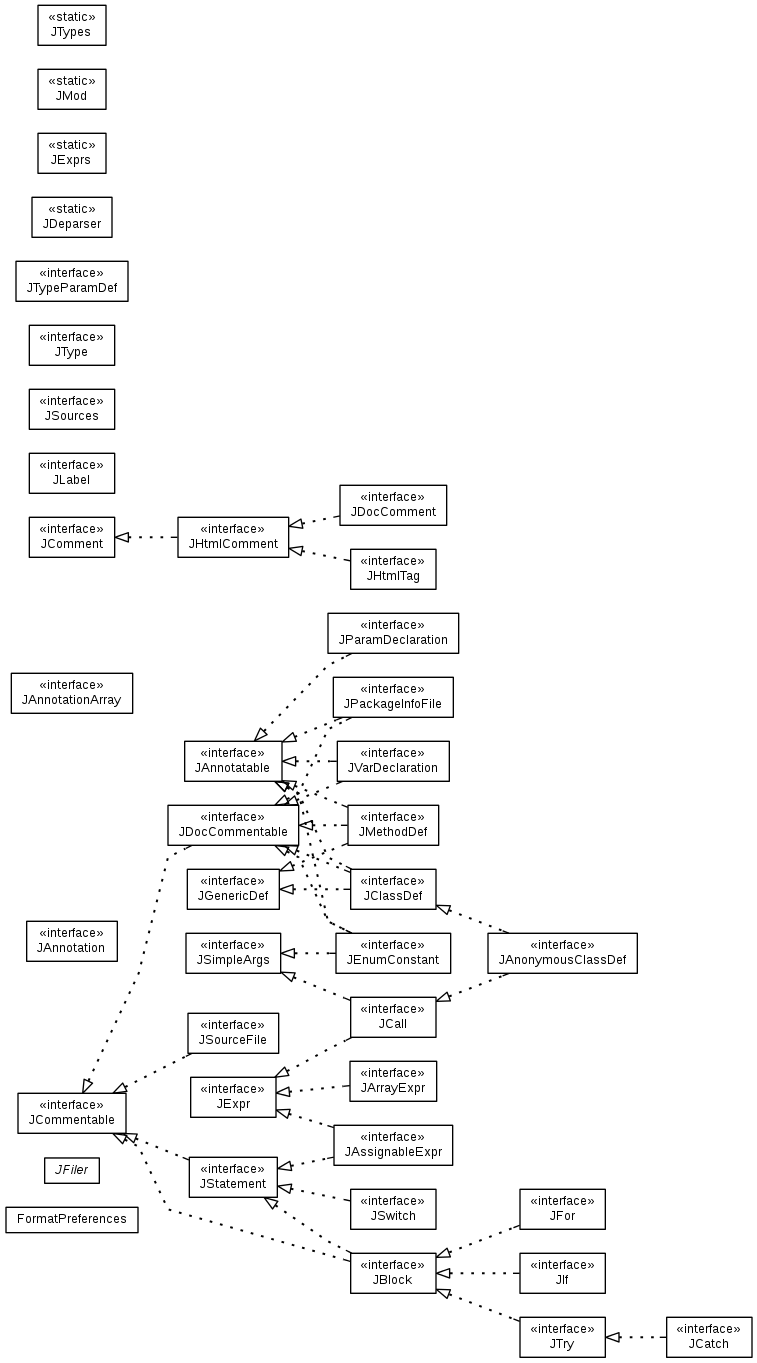 «static»
JTypes
«static»
JMod
«static»
JExprs
«static»
JDeparser
«interface»
JTypeParamDef
«interface»
JType
«interface»
JSources
«interface»
JLabel
«interface»
JComment
«interface»
JHtmlComment
«interface»
JDocComment
«interface»
JHtmlTag
«interface»
JParamDeclaration
«interface»
JAnnotationArray
«interface»
JPackageInfoFile
«interface»
JAnnotatable
«interface»
JVarDeclaration
«interface»
JDocCommentable
«interface»
JMethodDef
«interface»
JGenericDef
«interface»
JClassDef
«interface»
JAnnotation
«interface»
JSimpleArgs
«interface»
JEnumConstant
«interface»
JAnonymousClassDef
«interface»
JCall
«interface»
JSourceFile
«interface»
JExpr
«interface»
JArrayExpr
«interface»
JCommentable
«interface»
JAssignableExpr
JFiler
«interface»
JStatement
«interface»
JSwitch
FormatPreferences
«interface»
JFor
«interface»
JBlock
«interface»
JIf
«interface»
JTry
«interface»
JCatch